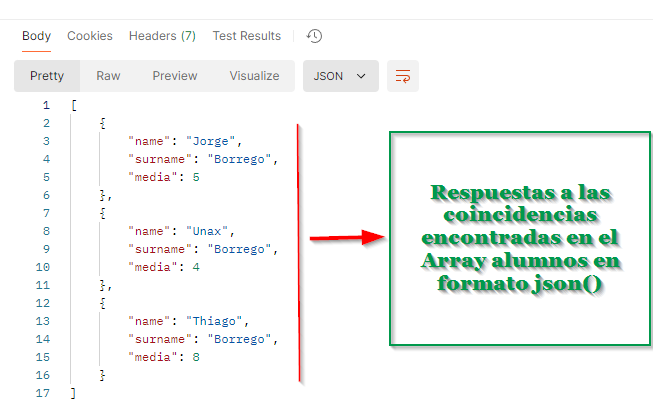 Body Cookies Headers (7) Test Results
Pretty Raw Preview Visualize JSON
1 [
2 {
3 "name": "Jorge",
4 "surname": "Borrego",
5 "media": 5
6 },
7 {
8 "name": "Unax",
9 "surname": "Borrego",
10 "media": 4
11 },
12 {
13 "name": "Thiago",
14 "surname": "Borrego",
15 "media": 8
16 }
17 ]
Respuestas a las
coincidencias
encontradas en el
Array alumnos en
formato json()